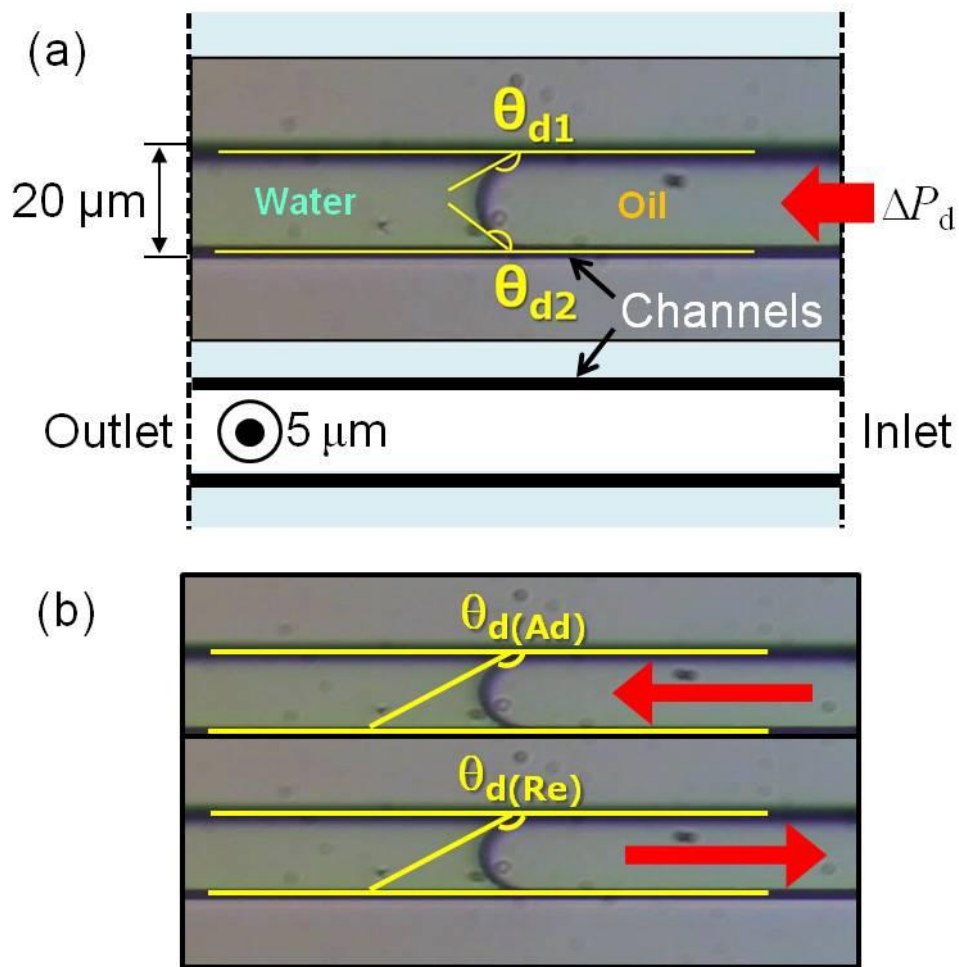 (a)
θd1
20 μm
Water
Oil
ΔPd
θd2
Channels
Outlet
5 μm
Inlet
(b)
θd(Ad)
θd(Re)